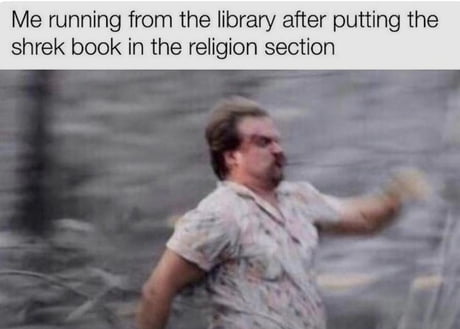 Me running from the library after putting the
shrek book in the religion section